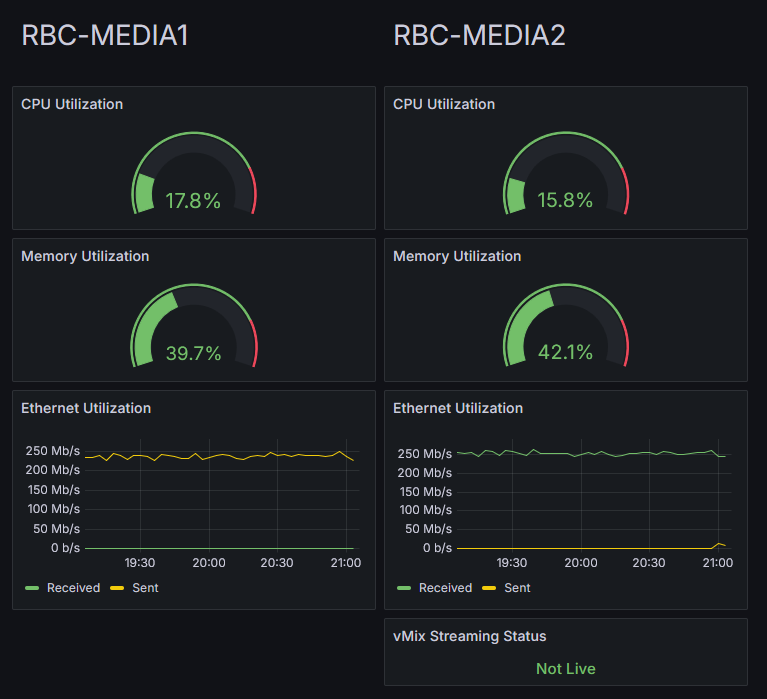 RBC-MEDIA1
RBC-MEDIA2
CPU Utilization
17.8%
CPU Utilization
15.8%
Memory Utilization
39.7%
Memory Utilization
42.1%
Ethernet Utilization
250 Mb/s
200 Mb/s
150 Mb/s
100 Mb/s
50 Mb/s
0 b/s
19:30 20:00 20:30 21:00
Received Sent
Ethernet Utilization
250 Mb/s
200 Mb/s
150 Mb/s
100 Mb/s
50 Mb/s
0 b/s
19:30 20:00 20:30 21:00
Received Sent
vMix Streaming Status
Not Live